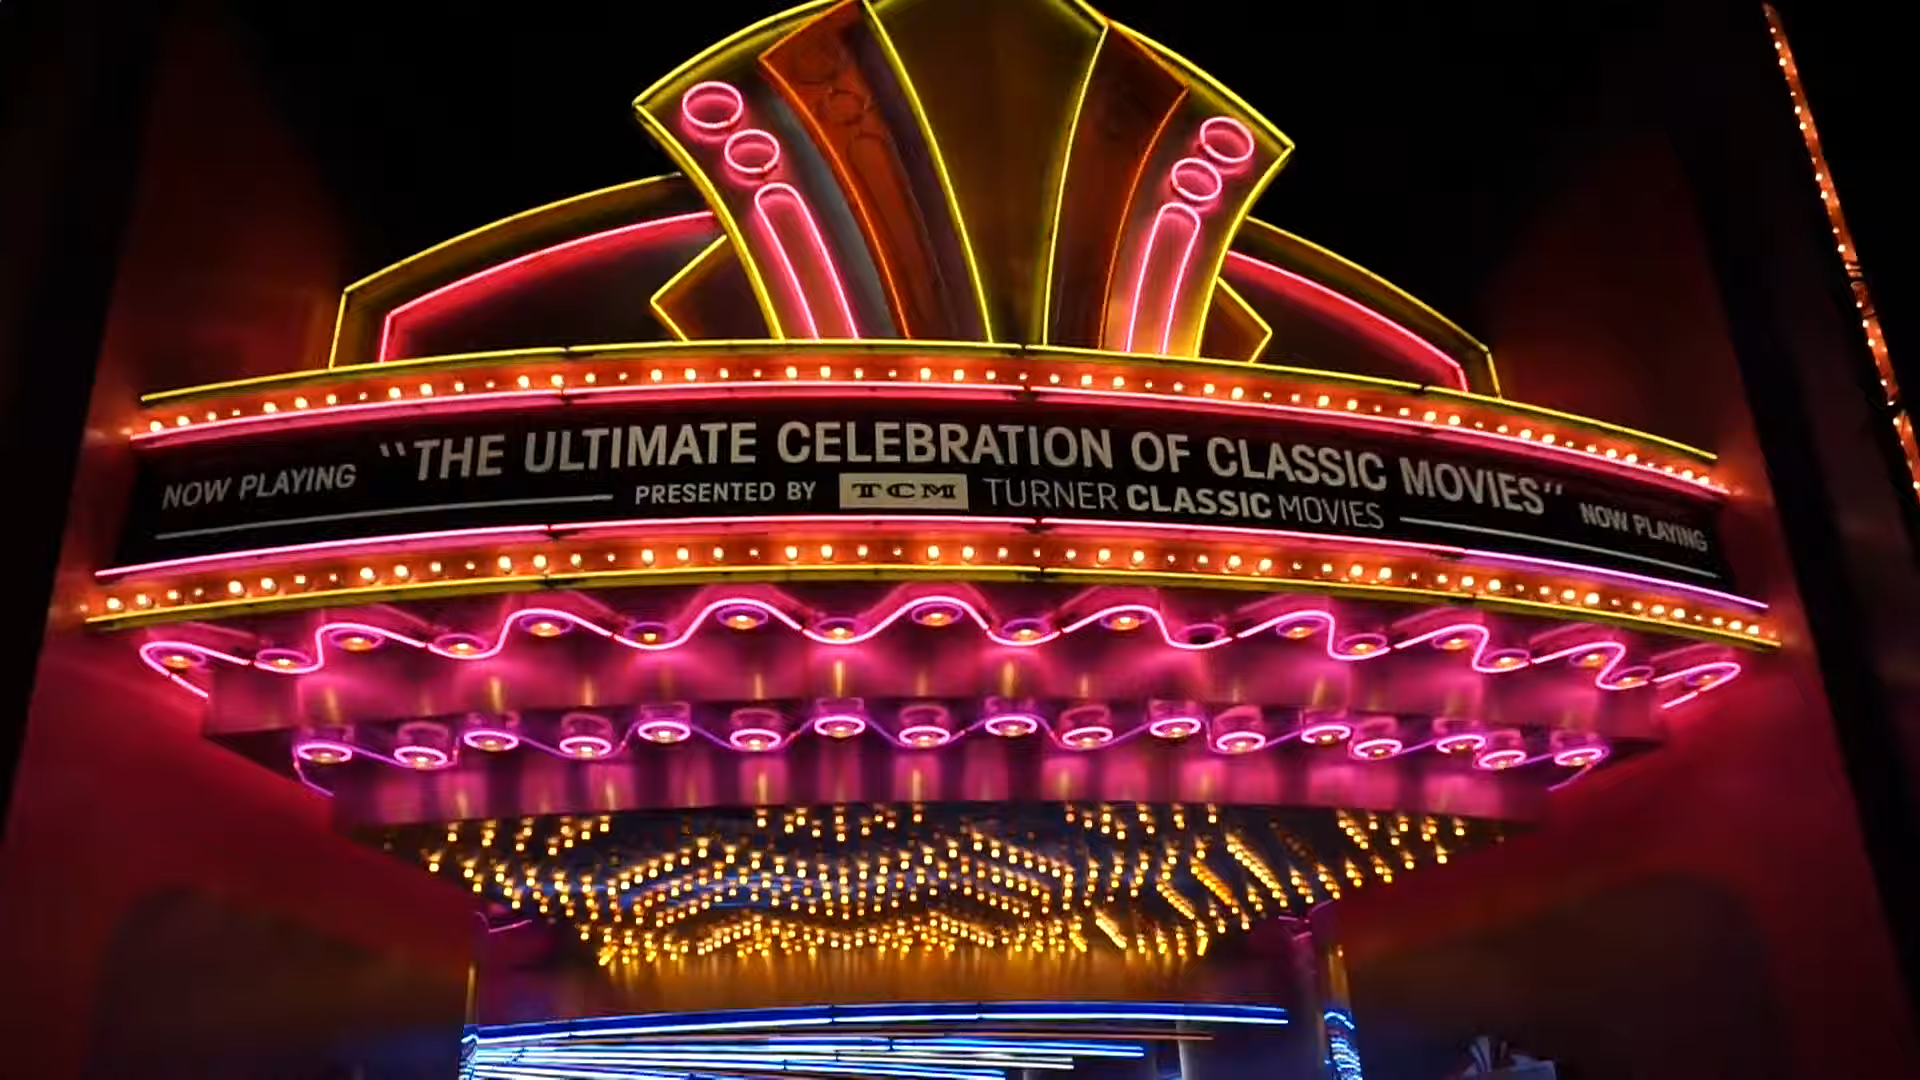 NOW PLAYING "THE ULTIMATE CELEBRATION OF CLASSIC MOVIES" NOW PLAYING
PRESENTED BY TCM TURNER CLASSIC MOVIES